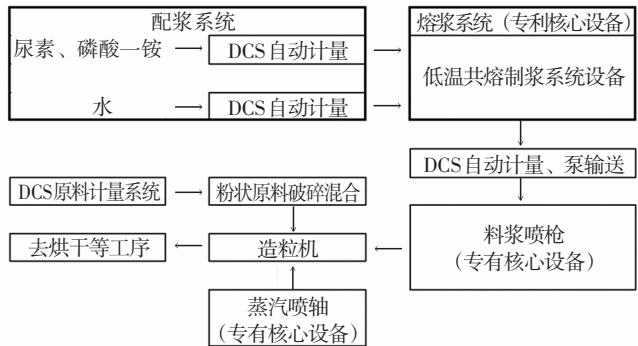 配浆系统
尿素、磷酸一铵
DCS自动计量
水
DCS自动计量
熔浆系统（专利核心设备）
低温共熔制浆系统设备
DCS自动计量、泵输送
DCS原料计量系统
粉状原料破碎混合
料浆喷枪
（专有核心设备）
去烘干等工序
造粒机
蒸汽喷轴
（专有核心设备）